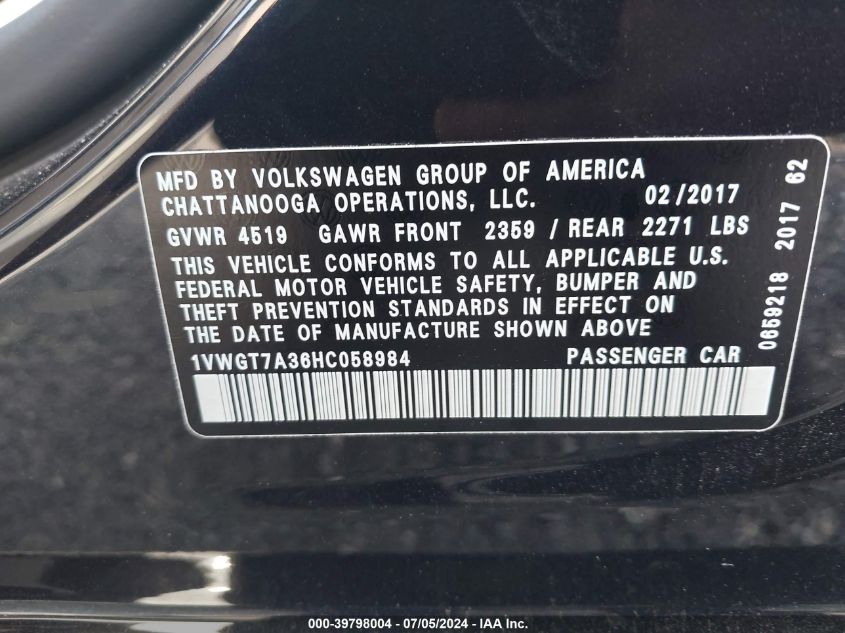 MFD BY VOLKSWAGEN GROUP OF AMERICA
CHATTANOOGA OPERATIONS, LLC. 02/2017
GVWR 4519 GAWR FRONT 2359 / REAR 2271 LBS
THIS VEHICLE CONFORMS TO ALL APPLICABLE U.S.
FEDERAL MOTOR VEHICLE SAFETY, BUMPER AND
THEFT PREVENTION STANDARDS IN EFFECT ON
THE DATE OF MANUFACTURE SHOWN ABOVE
1VWGT7A36HC058984 PASSENGER CAR
0659218 2017 62
000-39798004 - 07/05/2024 - IAA Inc.